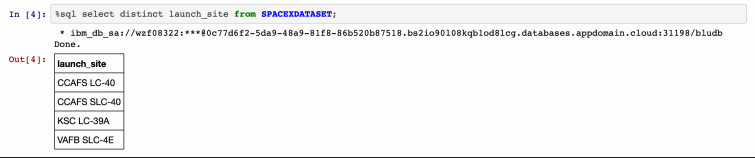 In [4]: %sql select distinct launch_site from SPACEXDATASET;
* ibm_db_sa://wzf08322:***@0c77d6f2-5da9-48a9-81f8-86b520b87518.bs2io90l08kqb1od8lcg.databases.appdomain.cloud:31198/bludb
Done.
Out[4]: launch_site
CCAFS LC-40
CCAFS SLC-40
KSC LC-39A
VAFB SLC-4E